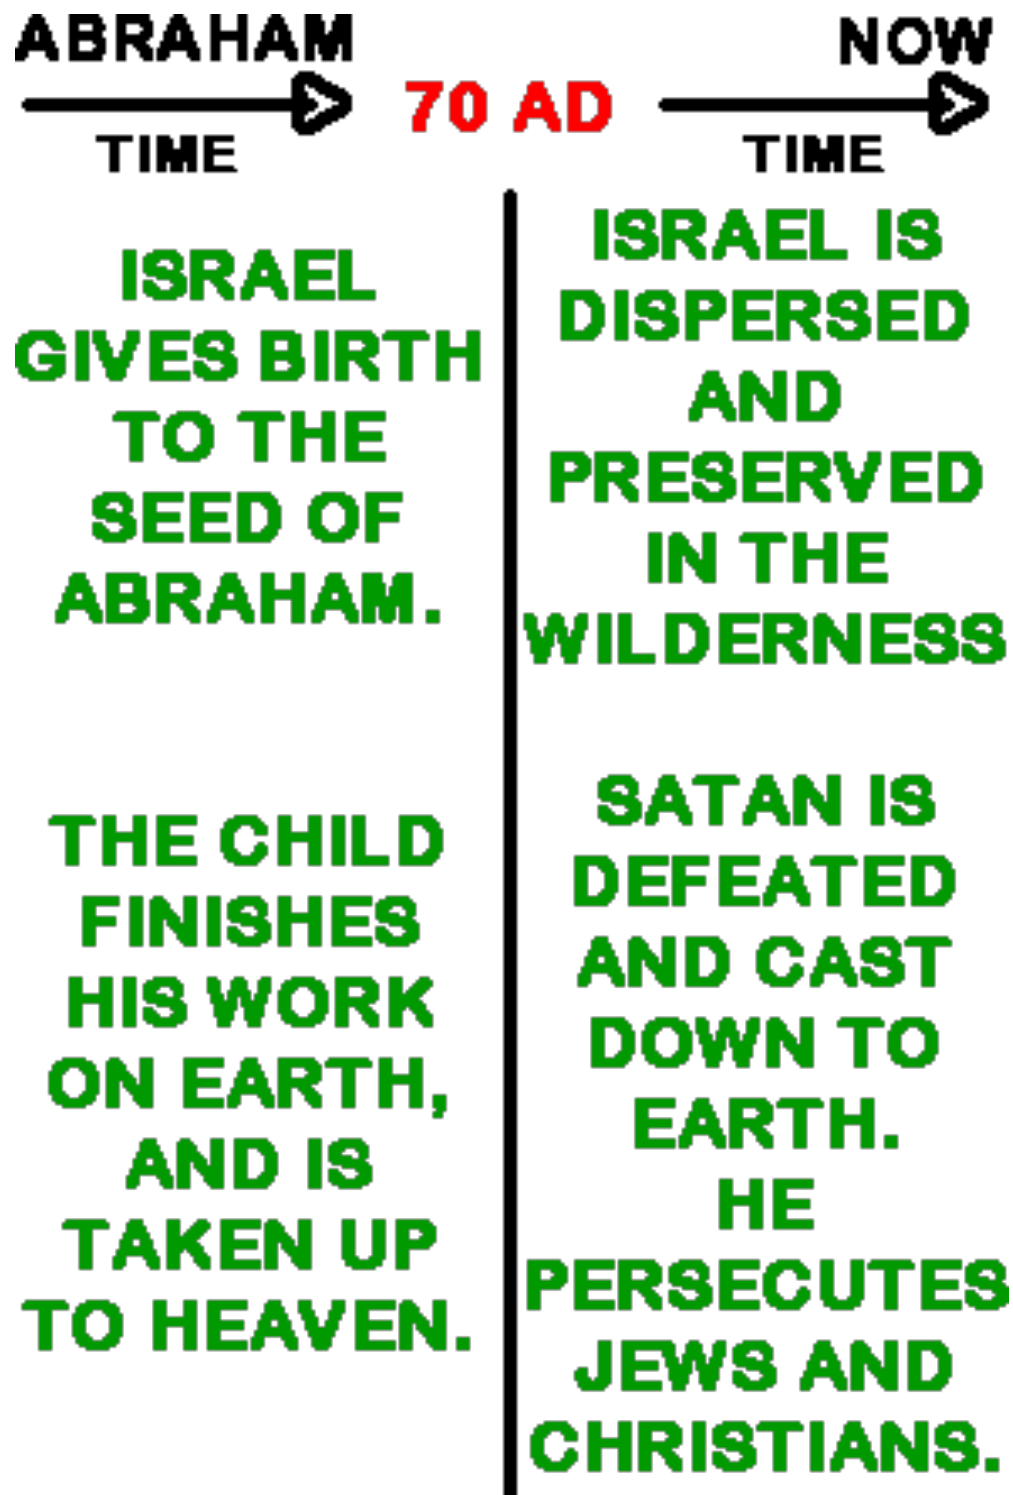 ABRAHAM
NOW
70 AD
TIME
TIME
ISRAEL
GIVES BIRTH
TO THE
SEED OF
ABRAHAM.
THE CHILD
FINISHES
HIS WORK
ON EARTH,
AND IS
TAKEN UP
TO HEAVEN.
ISRAEL IS
DISPERSED
AND
PRESERVED
IN THE
WILDERNESS
SATAN IS
DEFEATED
AND CAST
DOWN TO
EARTH.
HE
PERSECUTES
JEWS AND
CHRISTIANS.